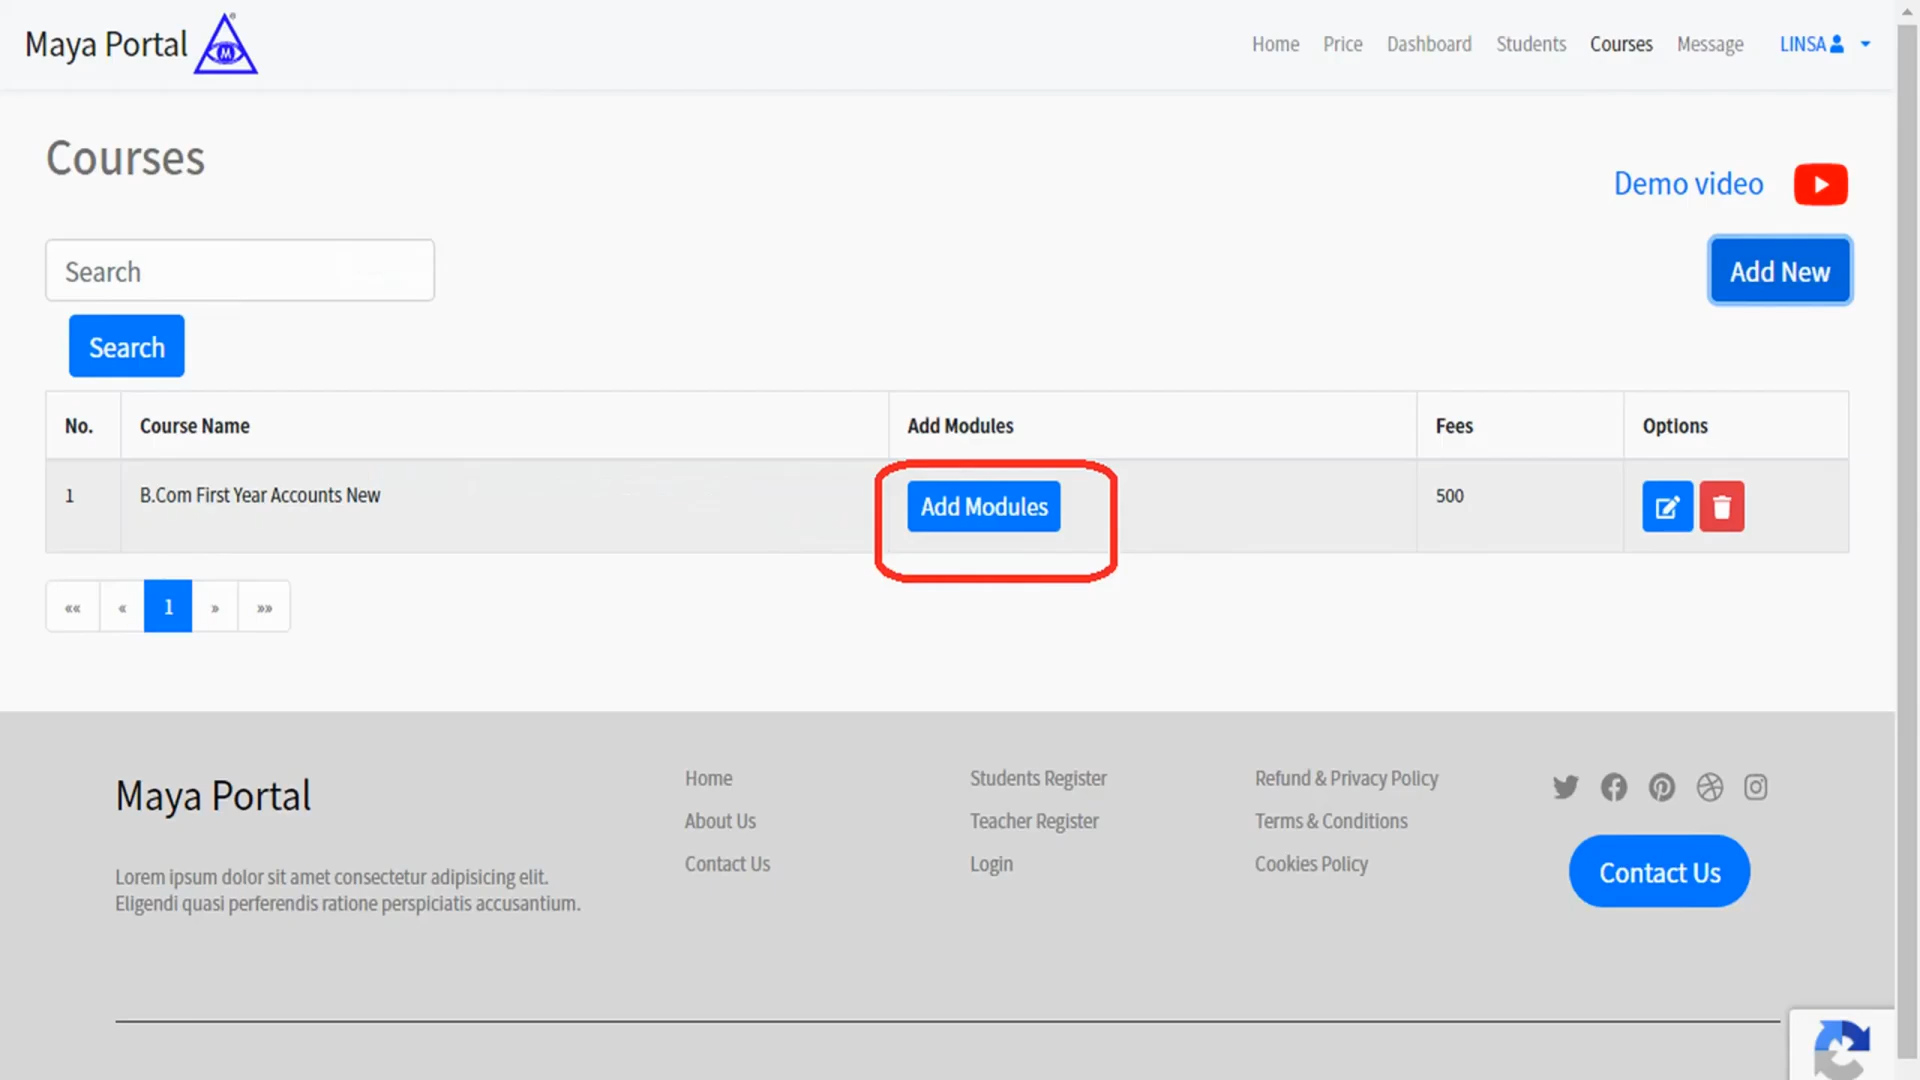 Maya Portal
M
Home Price Dashboard Students Courses Message LINSA
Courses
Demo video
Search
Add New
Search
No. Course Name Add Modules Fees Options
1 B.Com First Year Accounts New Add Modules 500
«« « 1 » »»
Maya Portal
Lorem ipsum dolor sit amet consectetur adipisicing elit.
Eligendi quasi perferendis ratione perspiciatis accusantium.
Home
About Us
Contact Us
Students Register
Teacher Register
Login
Refund & Privacy Policy
Terms & Conditions
Cookies Policy
Contact Us